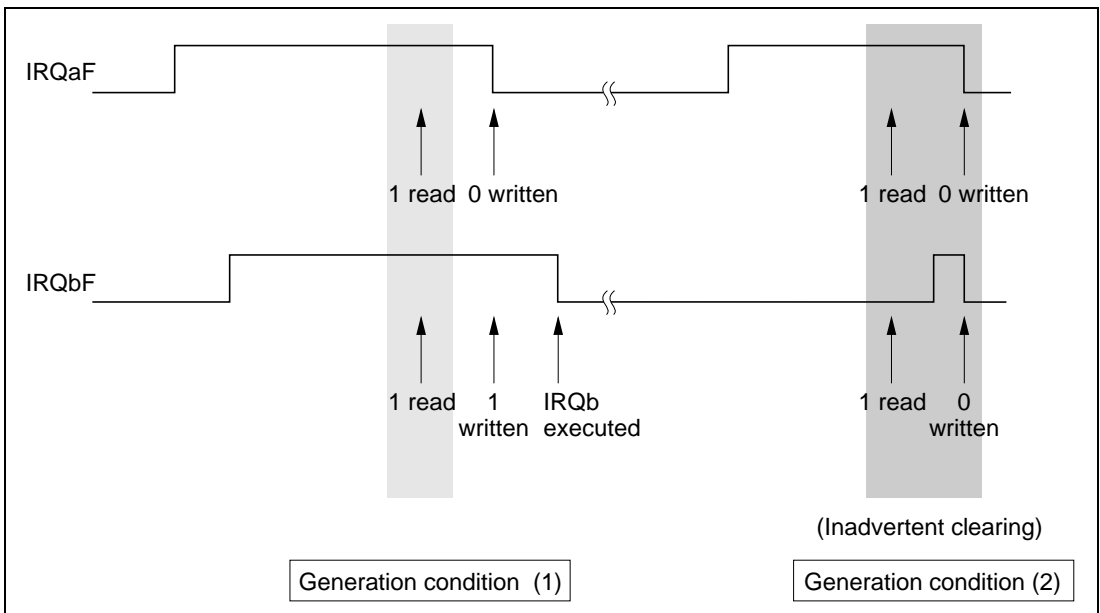 IRQaF
1 read 0 written 1 read 0 written
IRQbF
1 read 1 IRQb 1 read 0
written executed written
(Inadvertent clearing)
Generation condition (1) Generation condition (2)